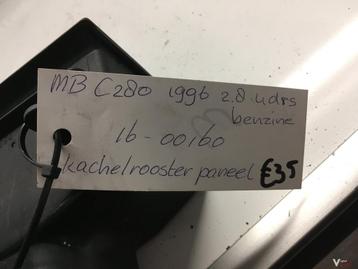 MB C280 1996 2.8 4drs
benzine
16-00160
kachelrooster paneel €35